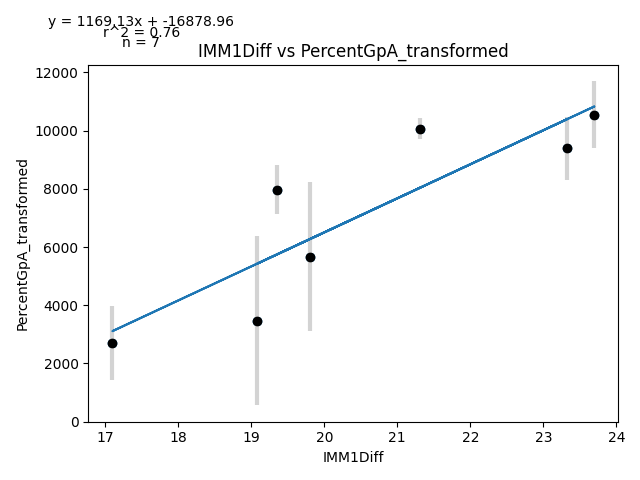 y = 1169.13x + -16878.96
r^2 = 0.76
n = 7
IMM1Diff vs PercentGpA_transformed
12000
10000
8000
6000
4000
2000
0
PercentGpA_transformed
17 18 19 20 21 22 23 24
IMM1Diff